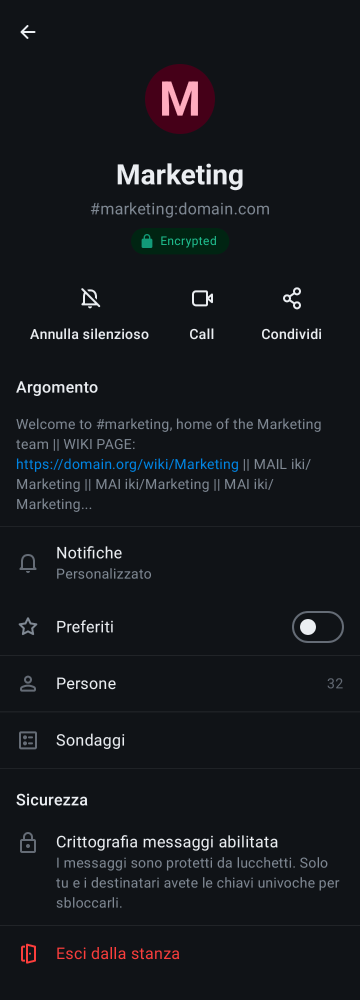 M
Marketing
#marketing:domain.com
Encrypted
Annulla silenzioso
Call
Condividi
Argomento
Welcome to #marketing, home of the Marketing
team || WIKI PAGE:
https://domain.org/wiki/Marketing || MAIL iki/
Marketing || MAI iki/Marketing || MAI iki/
Marketing...
Notifiche
Personalizzato
Preferiti
Persone
32
Sondaggi
Sicurezza
Crittografia messaggi abilitata
I messaggi sono protetti da lucchetti. Solo
tu e i destinatari avete le chiavi univoche per
sbloccarli.
Esci dalla stanza